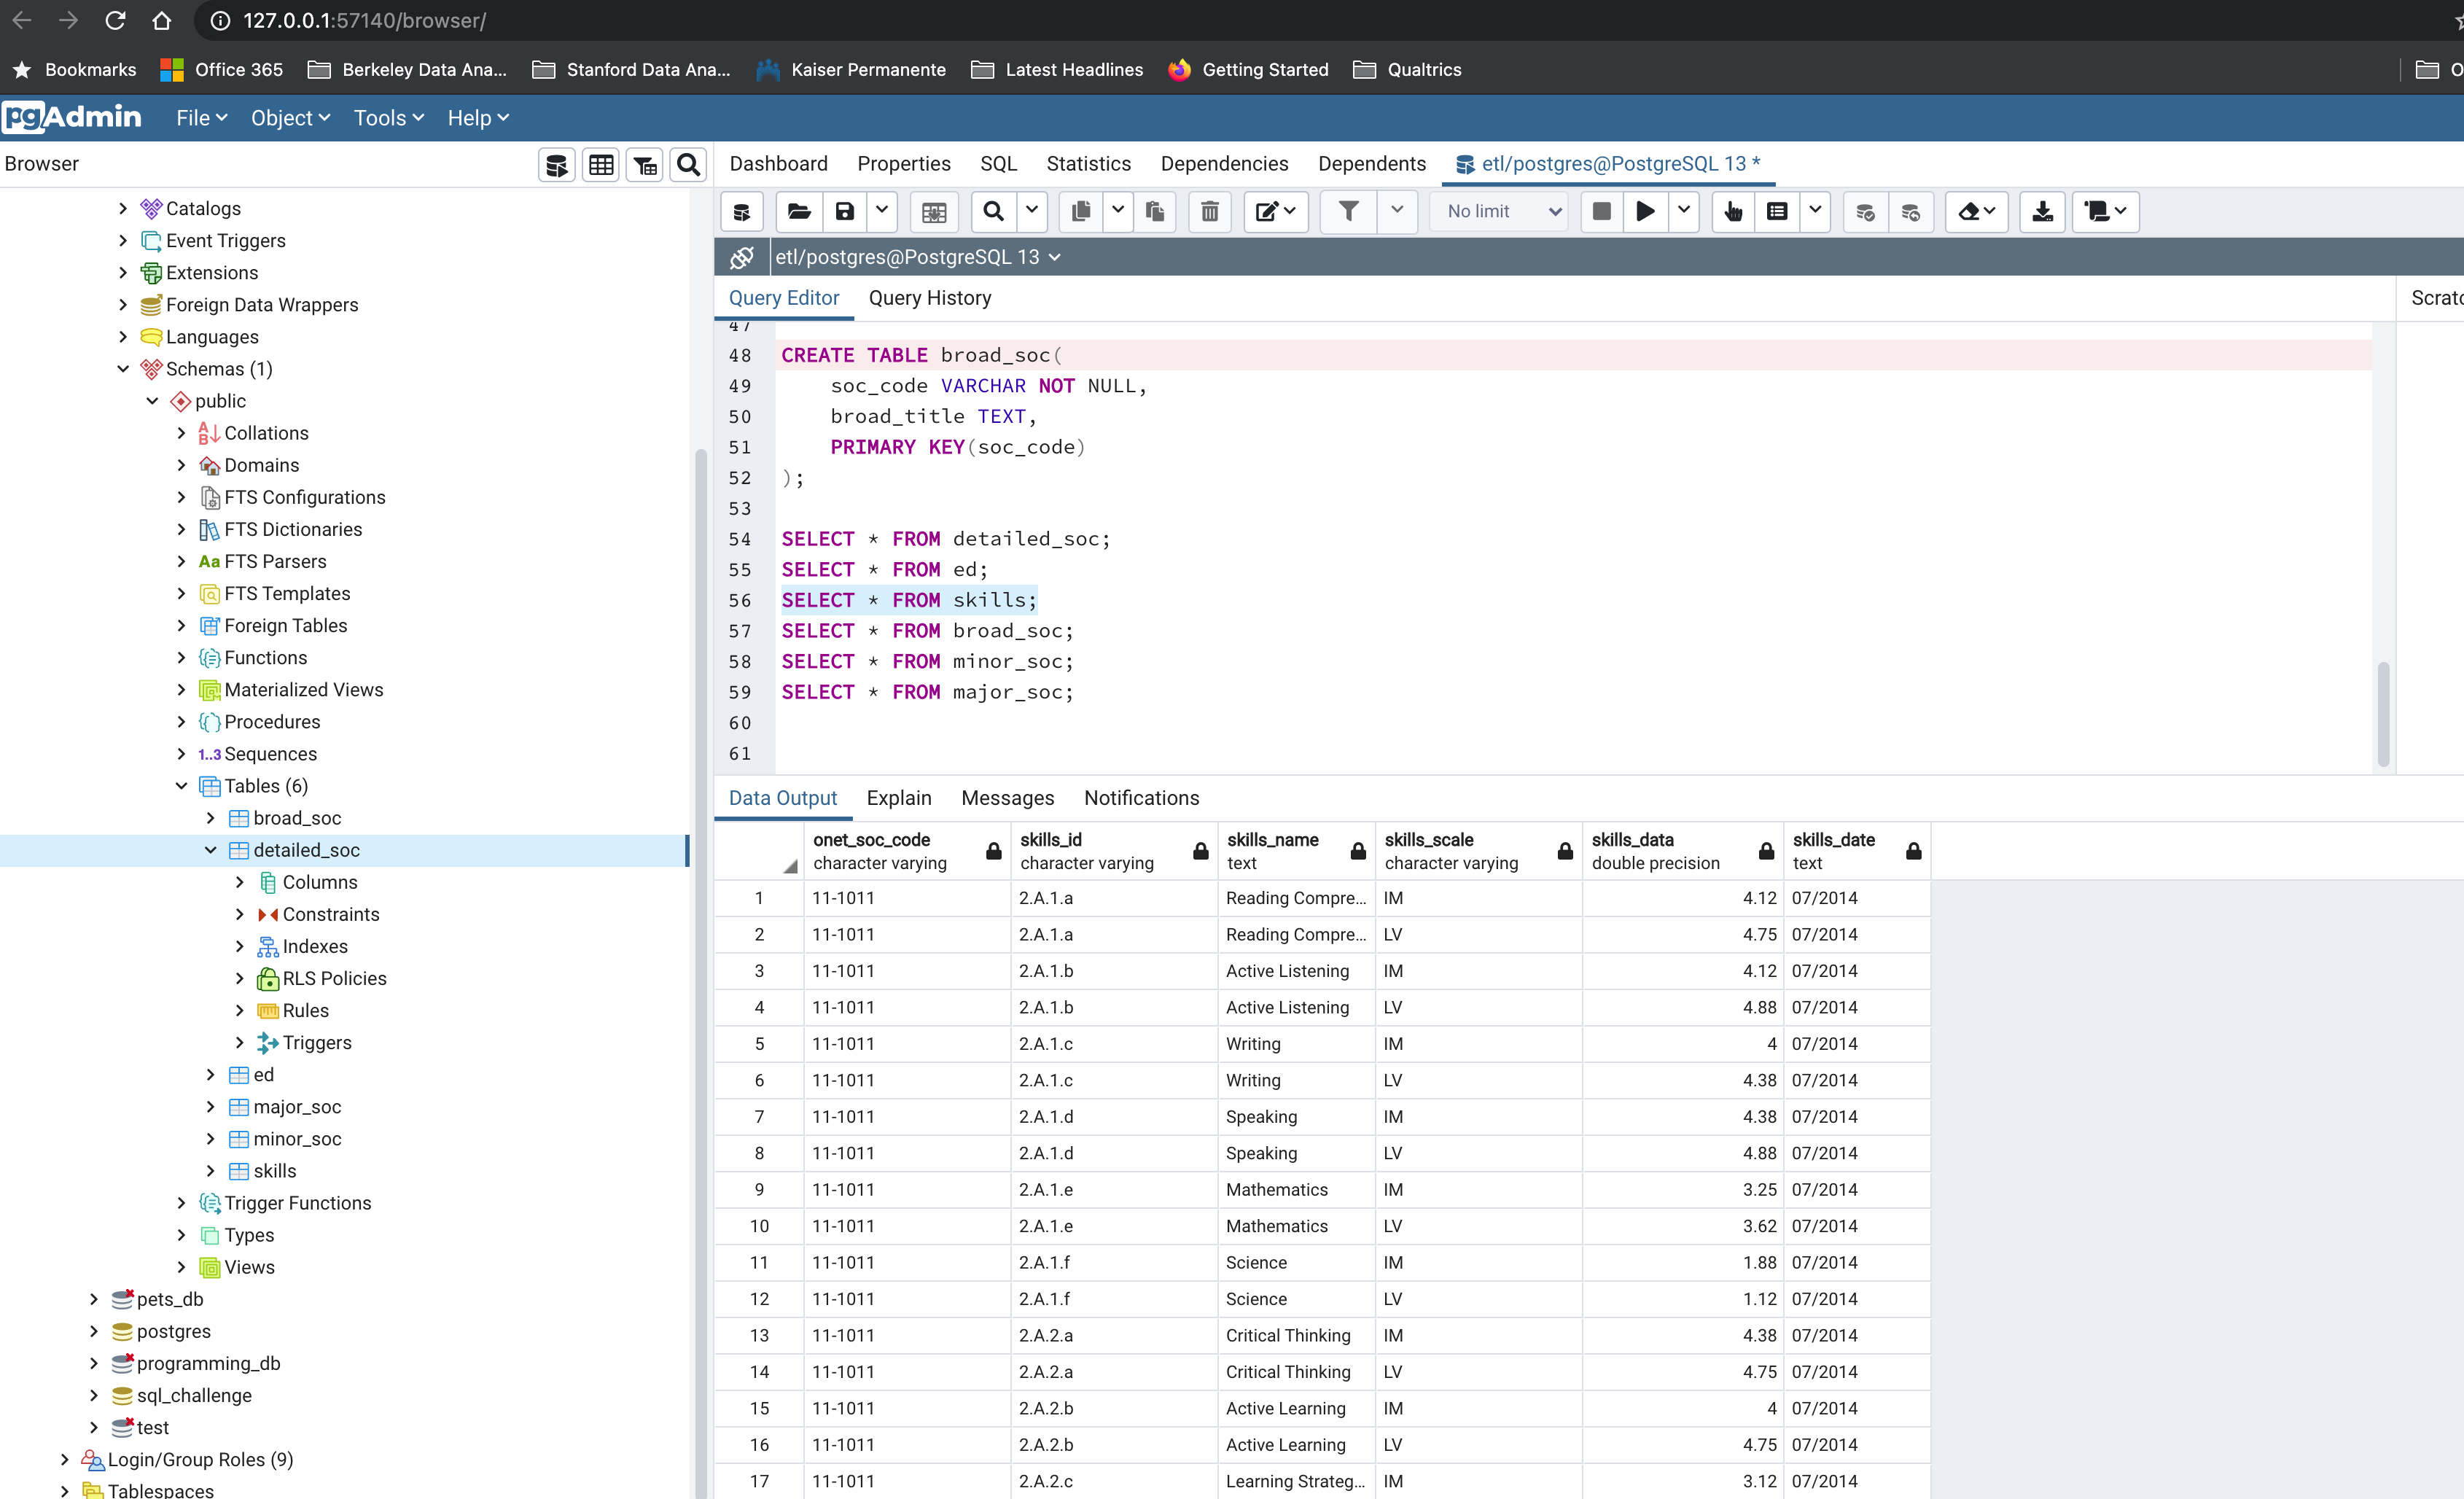 127.0.0.1:57140/browser/
Bookmarks Office 365 Berkeley Data Ana... Stanford Data Ana... Kaiser Permanente Latest Headlines Getting Started Qualtrics
pgAdmin File Object Tools Help
Browser Dashboard Properties SQL Statistics Dependencies Dependents etl/postgres@PostgreSQL 13 *
No limit
etl/postgres@PostgreSQL 13
Query Editor Query History
47
48 CREATE TABLE broad_soc(
49 soc_code VARCHAR NOT NULL,
50 broad_title TEXT,
51 PRIMARY KEY(soc_code)
52 );
53
54 SELECT * FROM detailed_soc;
55 SELECT * FROM ed;
56 SELECT * FROM skills;
57 SELECT * FROM broad_soc;
58 SELECT * FROM minor_soc;
59 SELECT * FROM major_soc;
60
61
Catalogs
Event Triggers
Extensions
Foreign Data Wrappers
Languages
Schemas (1)
public
Collations
Domains
FTS Configurations
FTS Dictionaries
Aa FTS Parsers
FTS Templates
Foreign Tables
Functions
Materialized Views
Procedures
1..3 Sequences
Tables (6)
broad_soc
detailed_soc
Columns
Constraints
Indexes
RLS Policies
Rules
Triggers
ed
major_soc
minor_soc
skills
Trigger Functions
Types
Views
pets_db
postgres
programming_db
sql_challenge
test
Login/Group Roles (9)
Tablespaces
Data Output Explain Messages Notifications
onet_soc_code skills_id skills_name skills_scale skills_data skills_date
character varying character varying text character varying double precision text
1 11-1011 2.A.1.a Reading Compre... IM 4.12 07/2014
2 11-1011 2.A.1.a Reading Compre... LV 4.75 07/2014
3 11-1011 2.A.1.b Active Listening IM 4.12 07/2014
4 11-1011 2.A.1.b Active Listening LV 4.88 07/2014
5 11-1011 2.A.1.c Writing IM 4 07/2014
6 11-1011 2.A.1.c Writing LV 4.38 07/2014
7 11-1011 2.A.1.d Speaking IM 4.38 07/2014
8 11-1011 2.A.1.d Speaking LV 4.88 07/2014
9 11-1011 2.A.1.e Mathematics IM 3.25 07/2014
10 11-1011 2.A.1.e Mathematics LV 3.62 07/2014
11 11-1011 2.A.1.f Science IM 1.88 07/2014
12 11-1011 2.A.1.f Science LV 1.12 07/2014
13 11-1011 2.A.2.a Critical Thinking IM 4.38 07/2014
14 11-1011 2.A.2.a Critical Thinking LV 4.75 07/2014
15 11-1011 2.A.2.b Active Learning IM 4 07/2014
16 11-1011 2.A.2.b Active Learning LV 4.75 07/2014
17 11-1011 2.A.2.c Learning Strateg... IM 3.12 07/2014